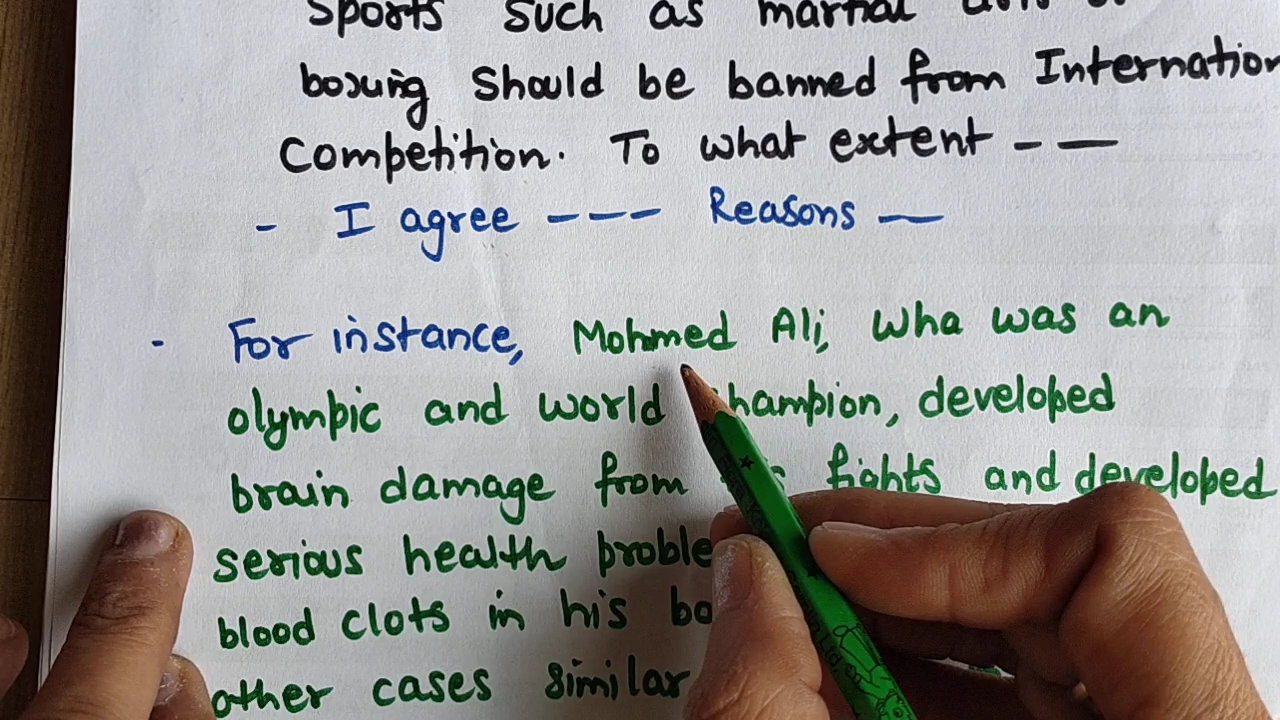 Sports such as martial
boxing Should be banned from Internation
Competition. To what extent - —
- I agree --- Reasons —
- For instance, Mohmed Ali, Wha was an
olympic and world champion, developed
brain damage from fights and developed
serious health proble
blood clots in his bo
other cases similar